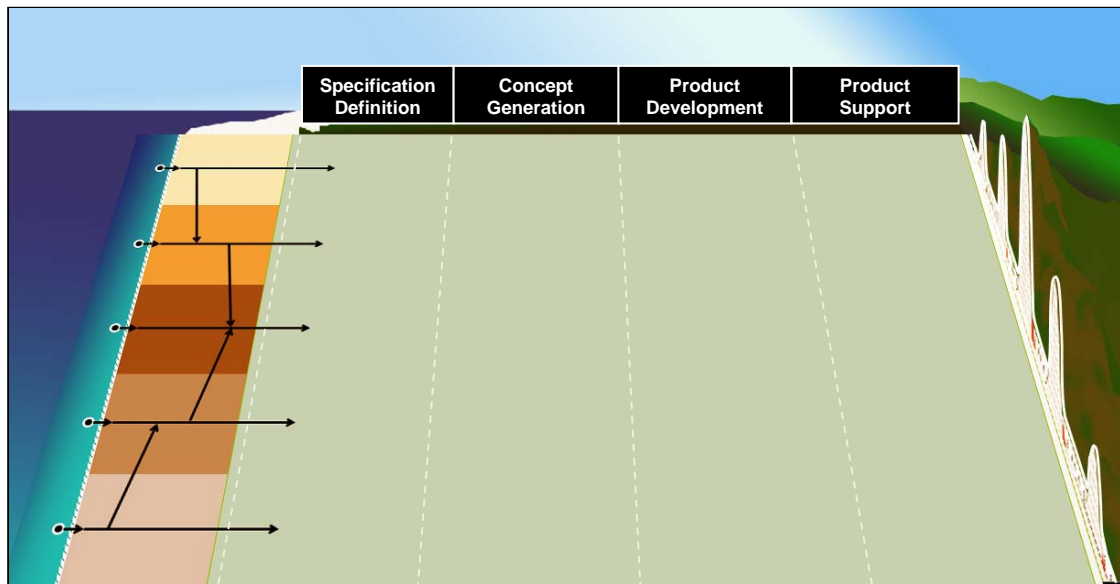 Specification
Definition
Concept
Generation
Product
Development
Product
Support